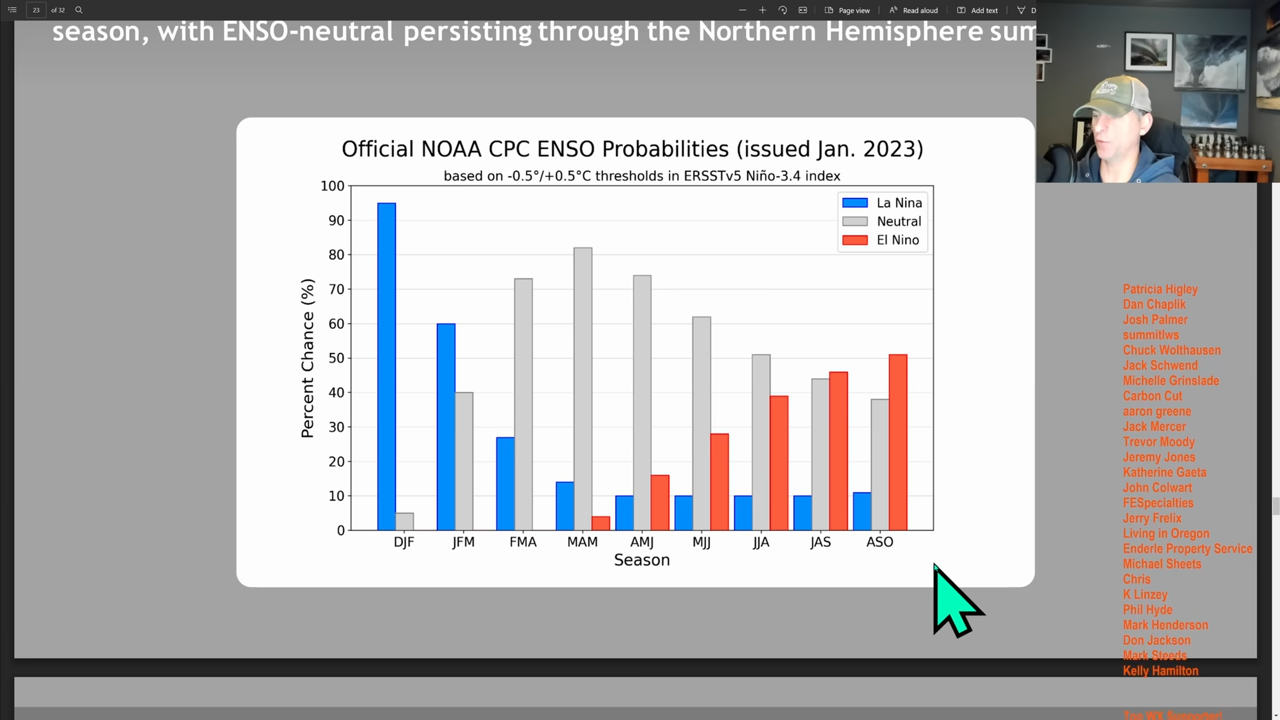 23 of 32
Page view
Read aloud
Add text
D
season, with ENSO-neutral persisting through the Northern Hemisphere sum
Official NOAA CPC ENSO Probabilities (issued Jan. 2023)
based on -0.5°/+0.5°C thresholds in ERSSTv5 Niño-3.4 index
Percent Chance (%)
100
90
80
70
60
50
40
30
20
10
0
La Nina
Neutral
El Nino
DJF JFM FMA MAM AMJ MJJ JJA JAS ASO
Season
Patricia Higley
Dan Chaplik
Josh Palmer
summitlws
Chuck Wolthausen
Jack Schwend
Michelle Grinslade
Carbon Cut
aaron greene
Jack Mercer
Trevor Moody
Jeremy Jones
Katherine Gaeta
John Colwart
FESpecialties
Jerry Frelix
Living in Oregon
Enderle Property Service
Michael Sheets
Chris
K Linzey
Phil Hyde
Mark Henderson
Don Jackson
Mark Steeds
Kelly Hamilton